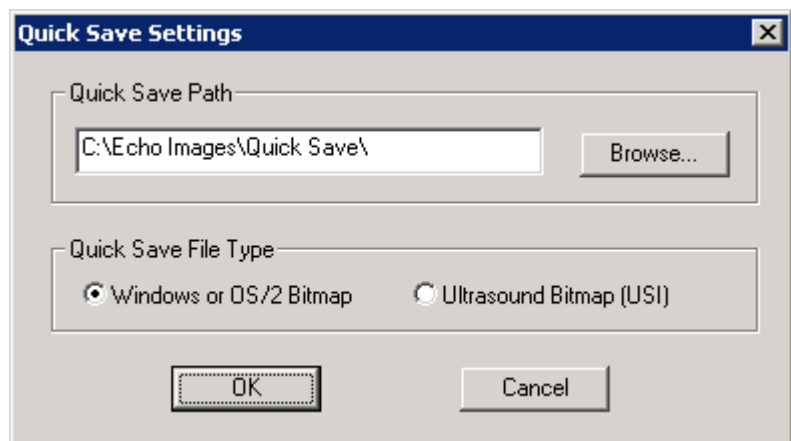 Quick Save Settings
Quick Save Path
C:\Echo Images\Quick Save\
Browse...
Quick Save File Type
Windows or OS/2 Bitmap
Ultrasound Bitmap (USI)
OK
Cancel